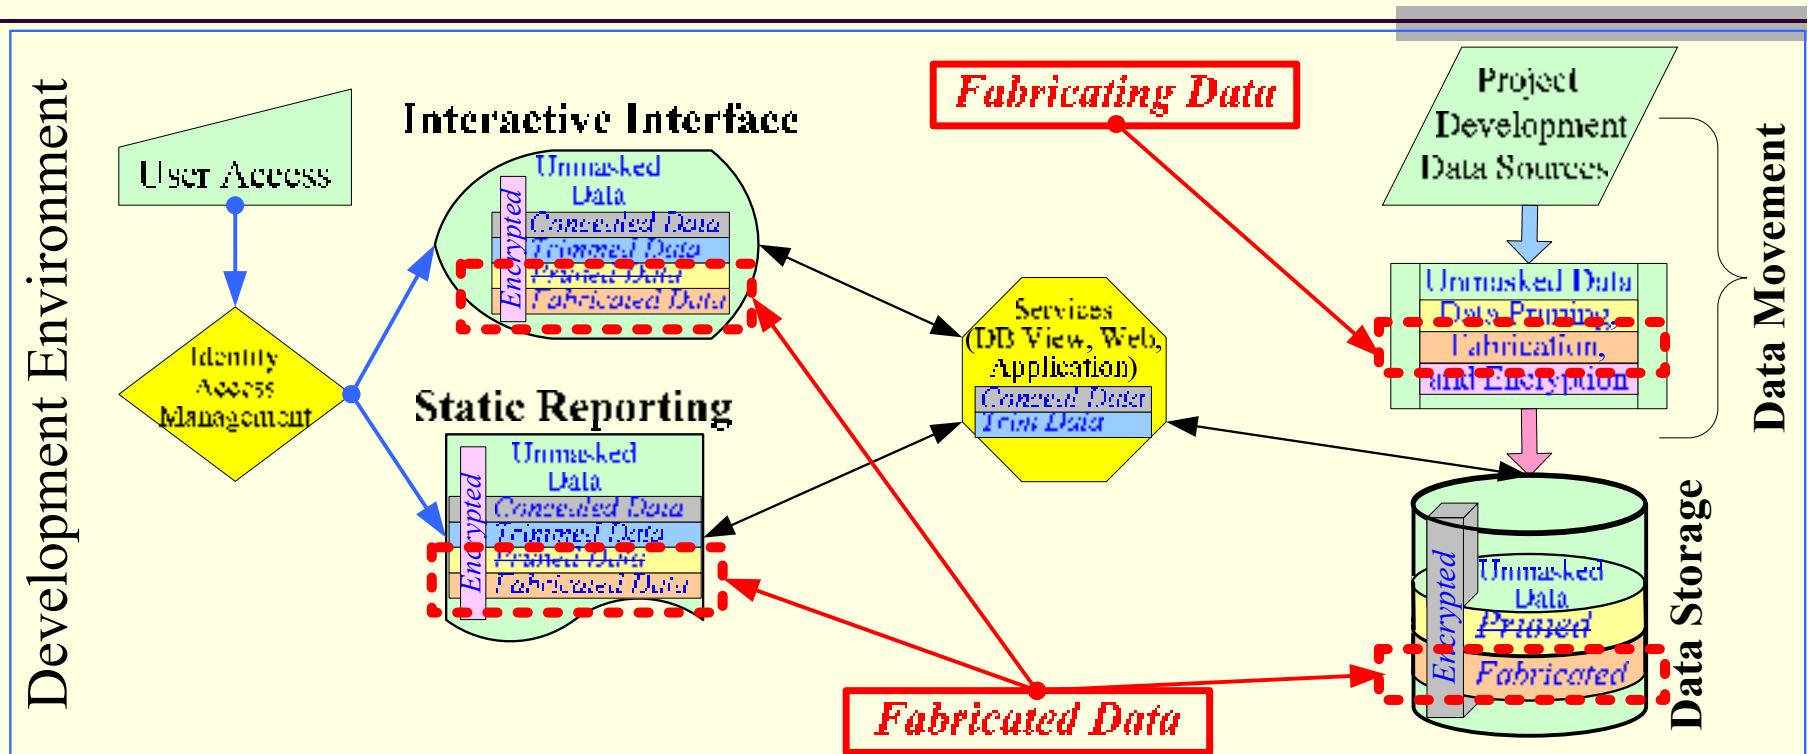 Development Environment
User Access
Identity
Access
Management
Interactive Interface
Unmasked
Data
Encrypted
Concealed Data
Trimmed Data
Pruned Data
Fabricated Data
Static Reporting
Unmasked
Data
Encrypted
Concealed Data
Trimmed Data
Pruned Data
Fabricated Data
Fabricating Data
Services
(DB View, Web,
Application)
Conceal Data
Trim Data
Fabricated Data
Project
Development
Data Sources
Unmasked Data
Data Pruning,
Fabrication,
and Encryption
Data Movement
Encrypted
Unmasked
Data
Pruned
Fabricated
Data Storage